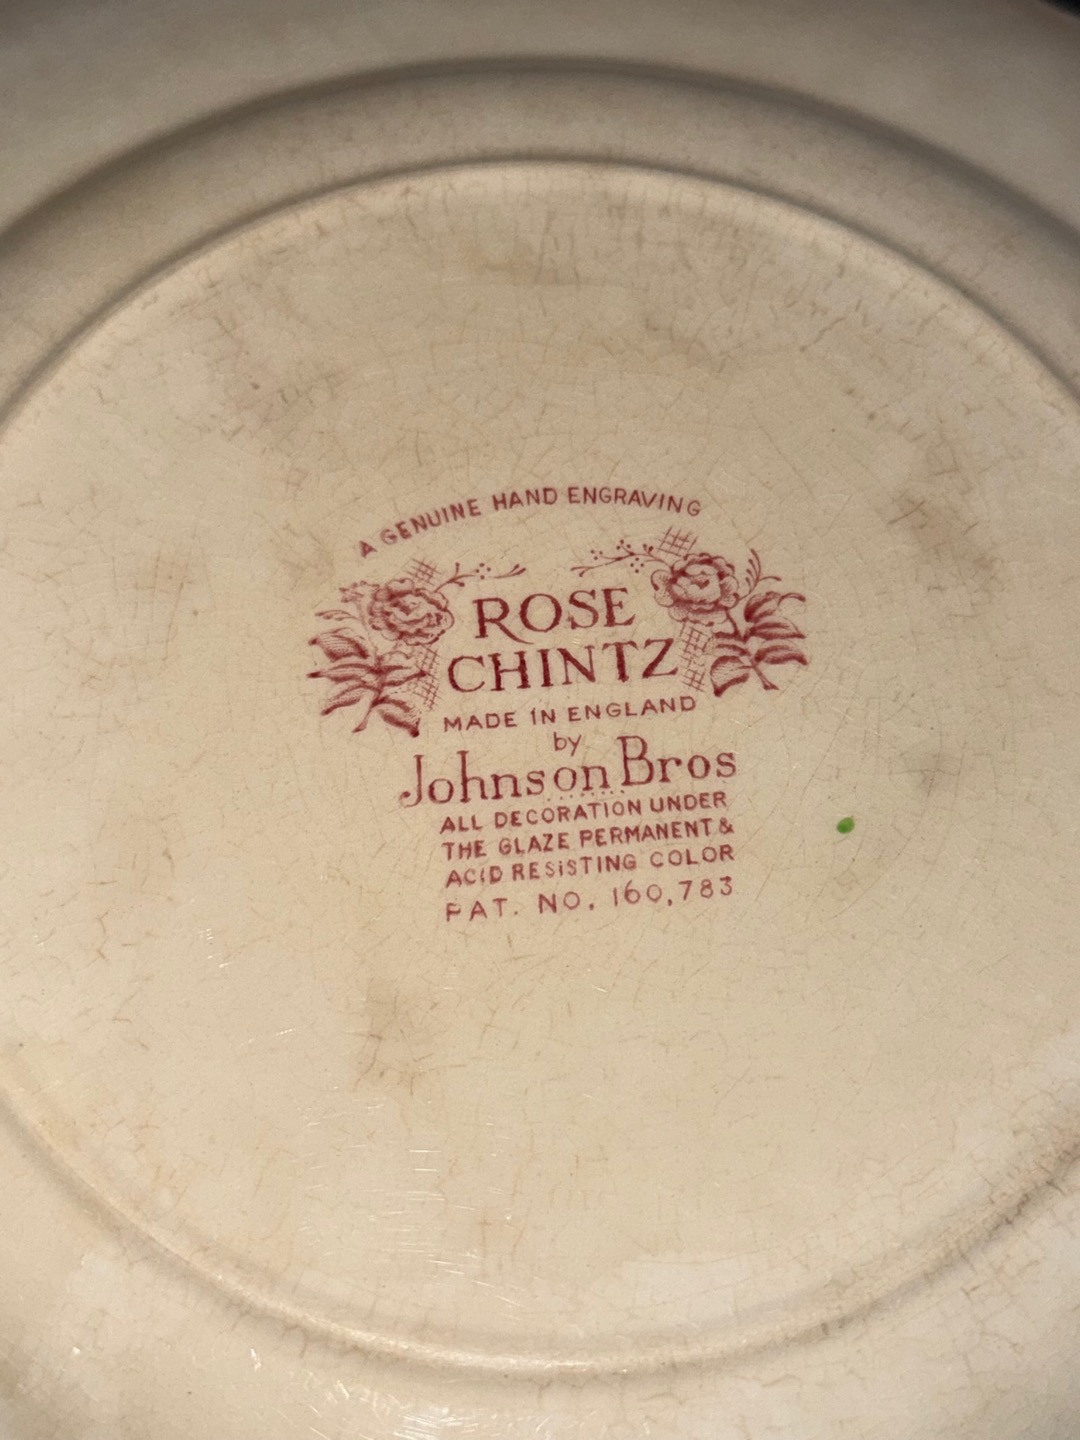 A GENUINE HAND ENGRAVING
ROSE
CHINTZ
MADE IN ENGLAND
by
Johnson Bros
ALL DECORATION UNDER
THE GLAZE PERMANENT &
ACID RESISTING COLOR
PAT. NO. 160,783